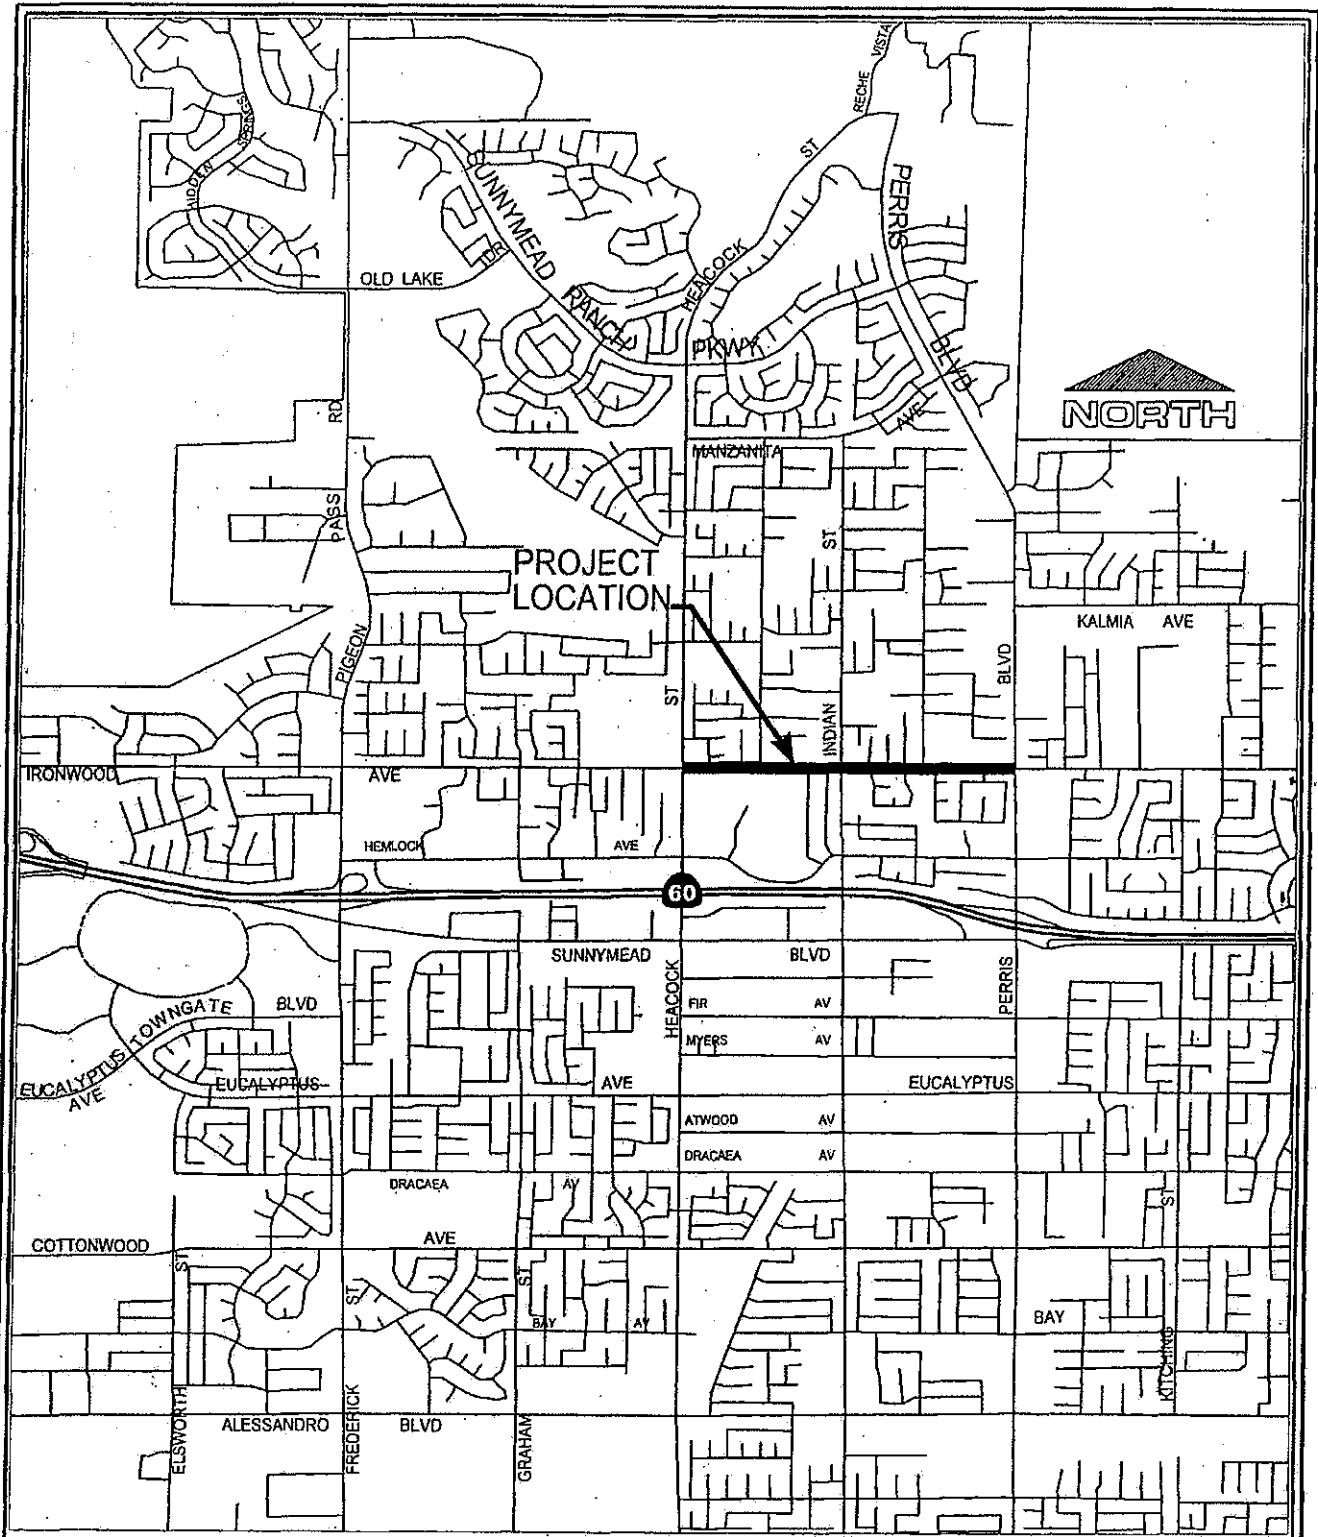 RECHE VISTA
HIDDEN SPRINGS
SUNNYMEAD RANCH PKWY
HEACOCK ST
PERRIS BLVD
OLD LAKE DR
NORTH
MANZANITA AVE
PIGEON PASS RD
PROJECT
LOCATION
ST
INDIAN ST
BLVD
KALMIA AVE
IRONWOOD AVE
HEMLOCK AVE
60
SUNNYMEAD BLVD
HEACOCK
PERRIS
FIR AV
MYERS AV
TOWNGATE BLVD
EUCALYPTUS
AVE
EUCALYPTUS AVE EUCALYPTUS
ATWOOD AV
DRACAEA AV
DRACAEA AV
COTTONWOOD AVE
BAY AV BAY
ELSWORTH ST
FREDERICK ST
GRAHAM ST
KITCHING ST
ALESSANDRO BLVD